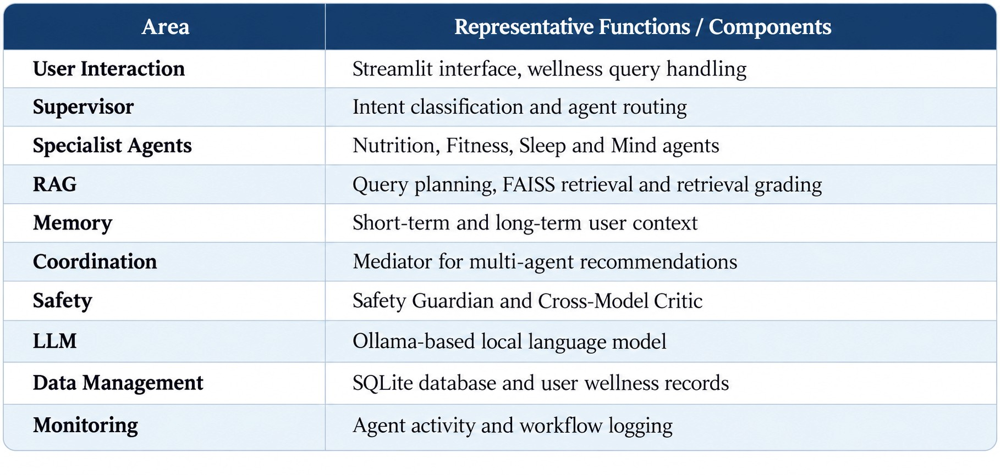 Area Representative Functions / Components
User Interaction Streamlit interface, wellness query handling
Supervisor Intent classification and agent routing
Specialist Agents Nutrition, Fitness, Sleep and Mind agents
RAG Query planning, FAISS retrieval and retrieval grading
Memory Short-term and long-term user context
Coordination Mediator for multi-agent recommendations
Safety Safety Guardian and Cross-Model Critic
LLM Ollama-based local language model
Data Management SQLite database and user wellness records
Monitoring Agent activity and workflow logging